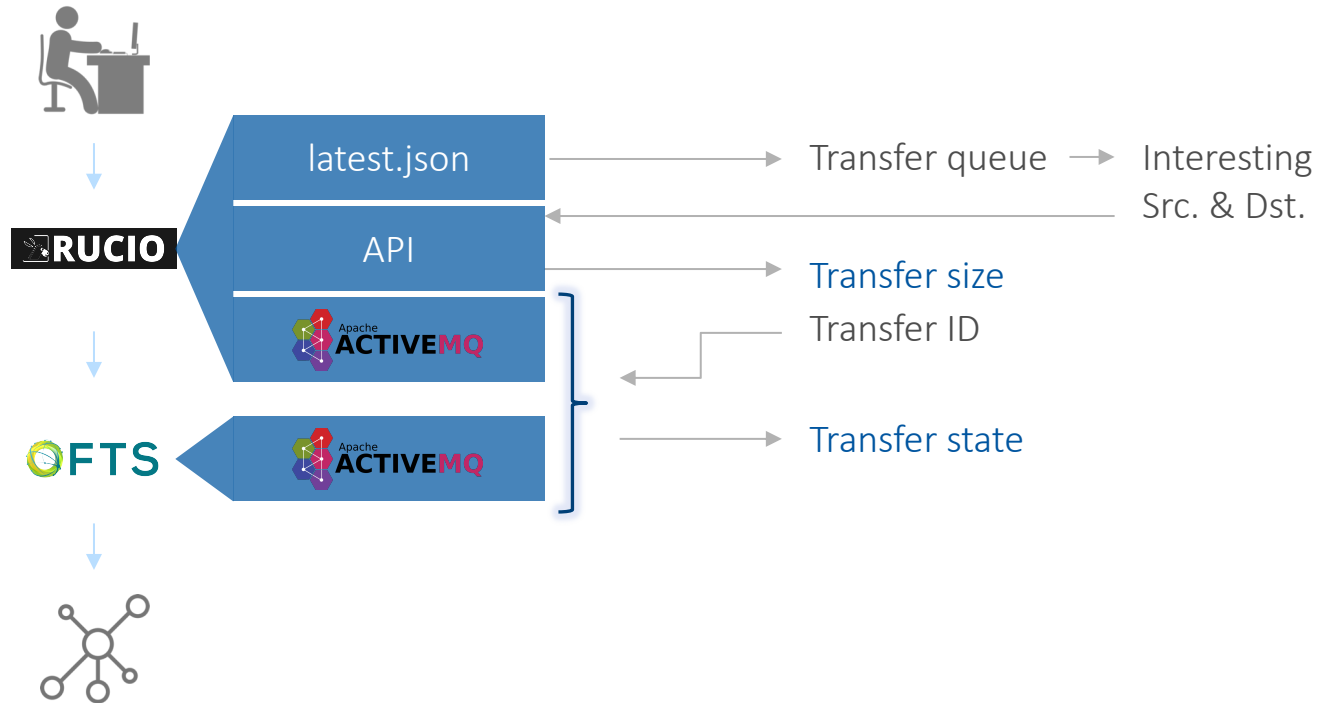 latest.json
Transfer queue
Interesting
Src. & Dst.
RUCIO
API
Transfer size
Transfer ID
Apache
ACTIVEMQ
FTS
Apache
ACTIVEMQ
Transfer state